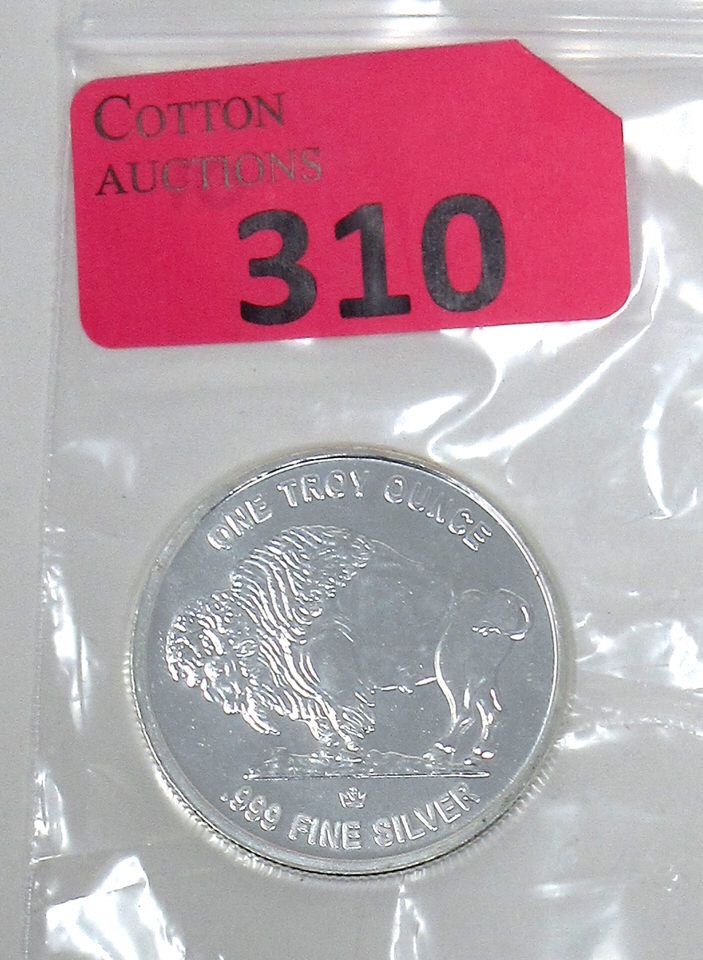 COTTON
AUCTIONS
310
ONE TROY OUNCE
.999 FINE SILVER